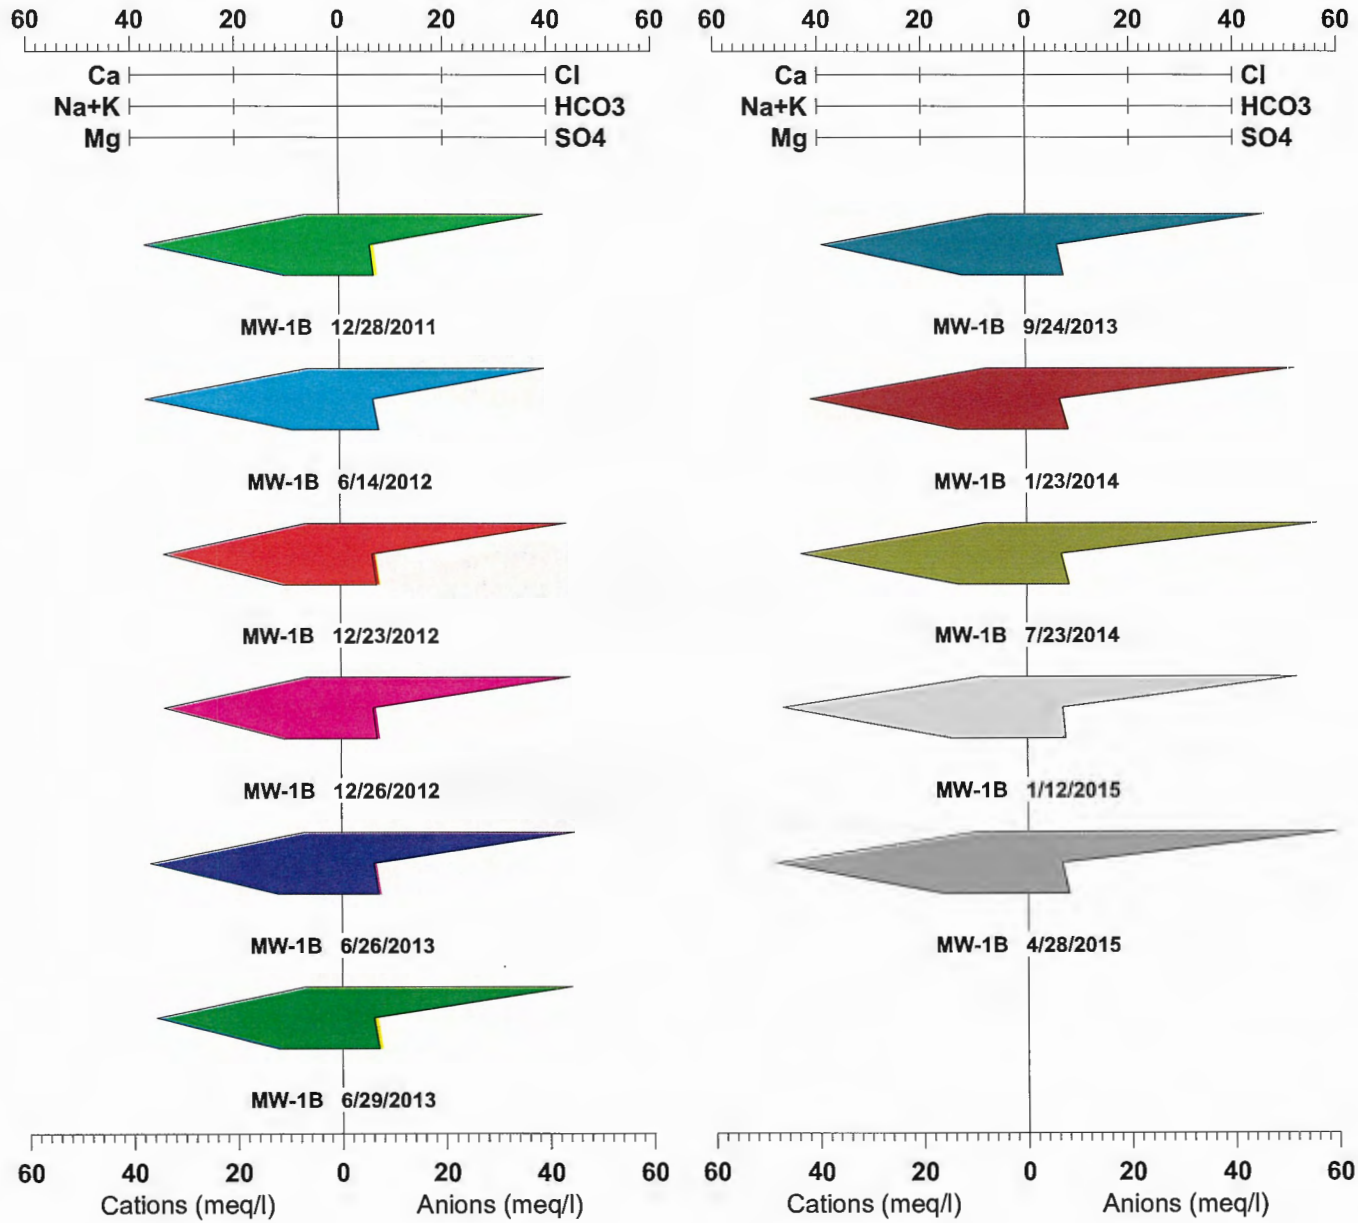 60 40 20 0 20 40 60
60 40 20 0 20 40 60
Ca Cl
Na+K HCO3
Mg SO4
Ca Cl
Na+K HCO3
Mg SO4
MW-1B 12/28/2011
MW-1B 6/14/2012
MW-1B 12/23/2012
MW-1B 12/26/2012
MW-1B 6/26/2013
MW-1B 6/29/2013
60 40 20 0 20 40 60
Cations (meq/l) Anions (meq/l)
MW-1B 9/24/2013
MW-1B 1/23/2014
MW-1B 7/23/2014
MW-1B 1/12/2015
MW-1B 4/28/2015
60 40 20 0 20 40 60
Cations (meq/l) Anions (meq/l)